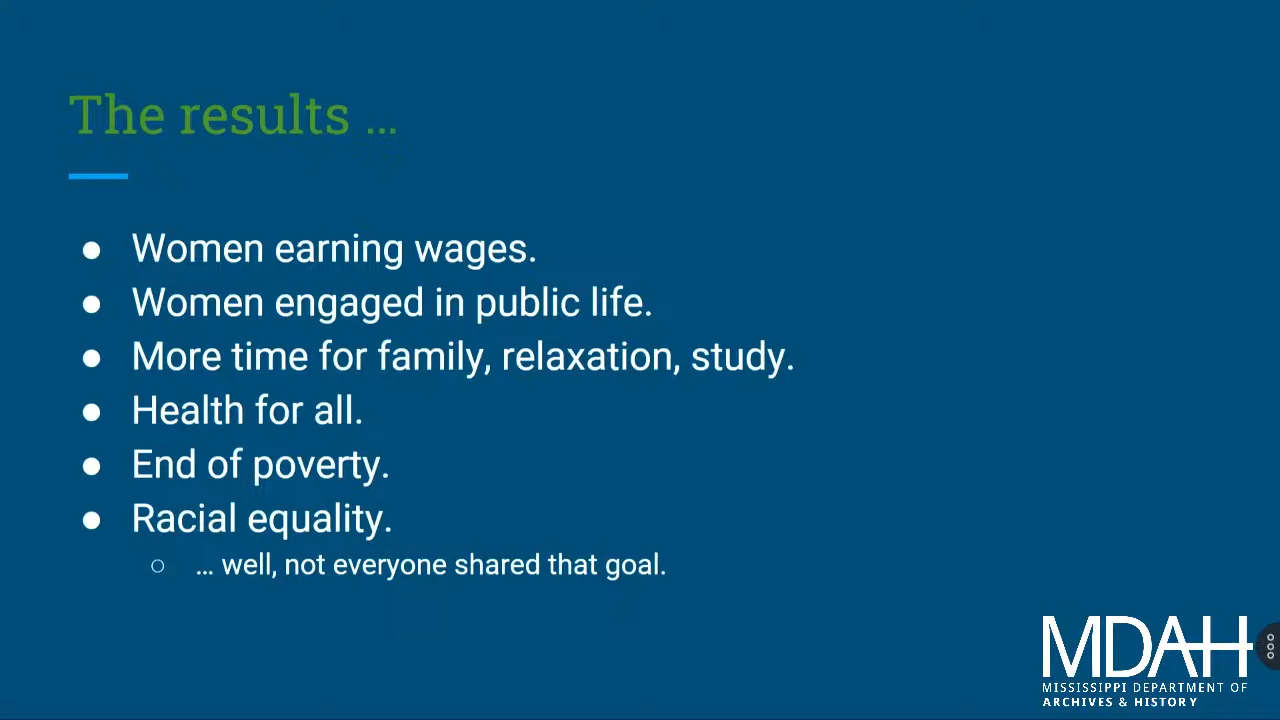 The results ...
● Women earning wages.
● Women engaged in public life.
● More time for family, relaxation, study.
● Health for all.
● End of poverty.
● Racial equality.
○ ... well, not everyone shared that goal.
MDAH
MISSISSIPPI DEPARTMENT OF
ARCHIVES & HISTORY